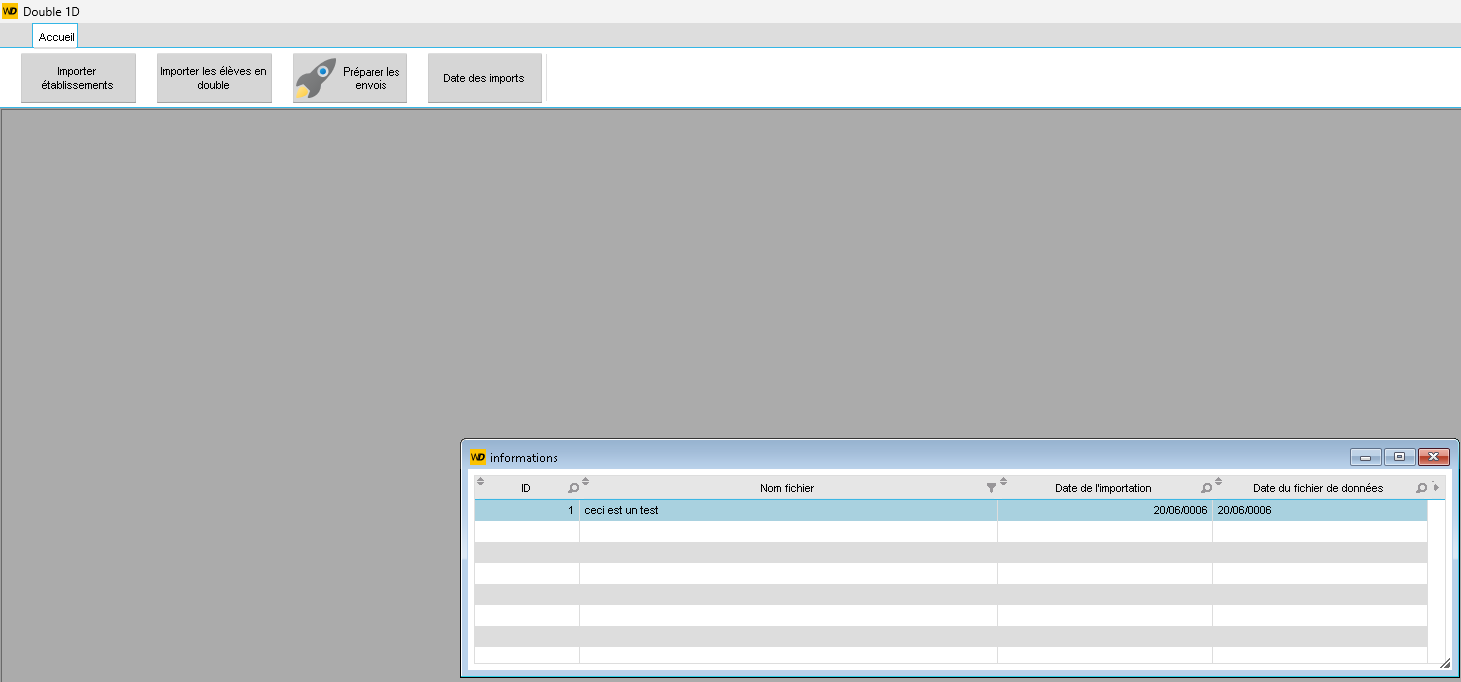 WD Double 1D
Accueil
Importer
établissements
Importer les élèves en
double
Préparer les
envois
Date des imports
WD informations
ID
Nom fichier
Date de l'importation
Date du fichier de données
1
ceci est un test
20/06/0006
20/06/0006